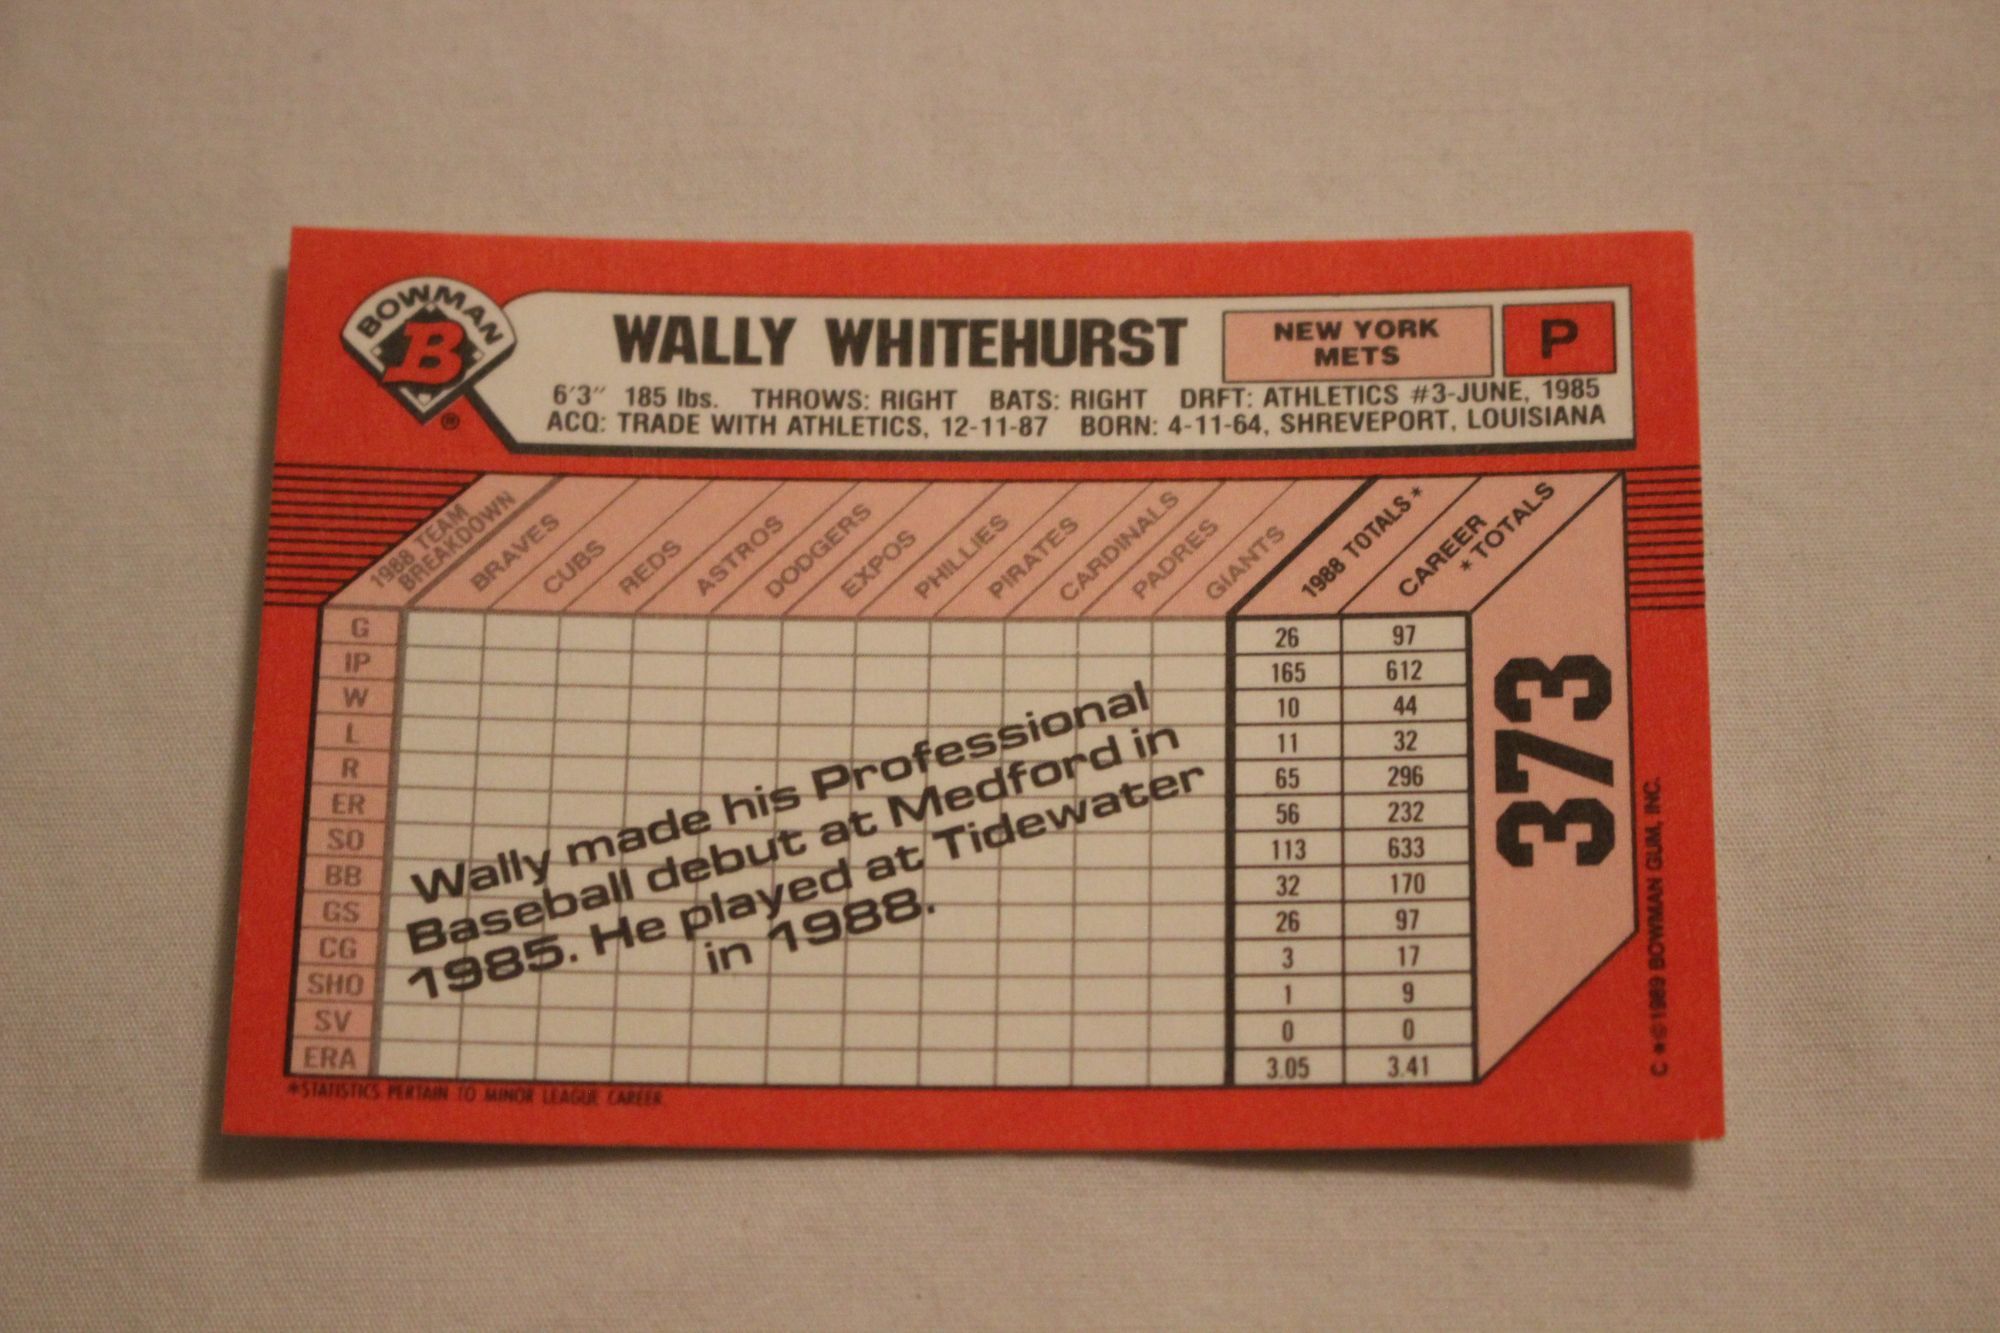 BOWMAN
B
®
WALLY WHITEHURST
NEW YORK
METS
P
6'3" 185 lbs. THROWS: RIGHT BATS: RIGHT DRFT: ATHLETICS #3-JUNE, 1985
ACQ: TRADE WITH ATHLETICS, 12-11-87 BORN: 4-11-64, SHREVEPORT, LOUISIANA
1988 TEAM
BREAKDOWN
BRAVES
CUBS
REDS
ASTROS
DODGERS
EXPOS
PHILLIES
PIRATES
CARDINALS
PADRES
GIANTS
1988 TOTALS*
CAREER
*TOTALS
G 26 97
IP 165 612
W 10 44
L 11 32
R 65 296
ER 56 232
SO 113 633
BB 32 170
GS 26 97
CG 3 17
SHO 1 9
SV 0 0
ERA 3.05 3.41
Wally made his Professional
Baseball debut at Medford in
1985. He played at Tidewater
in 1988.
373
*STATISTICS PERTAIN TO MINOR LEAGUE CAREER
C *©1989 BOWMAN GUM, INC.